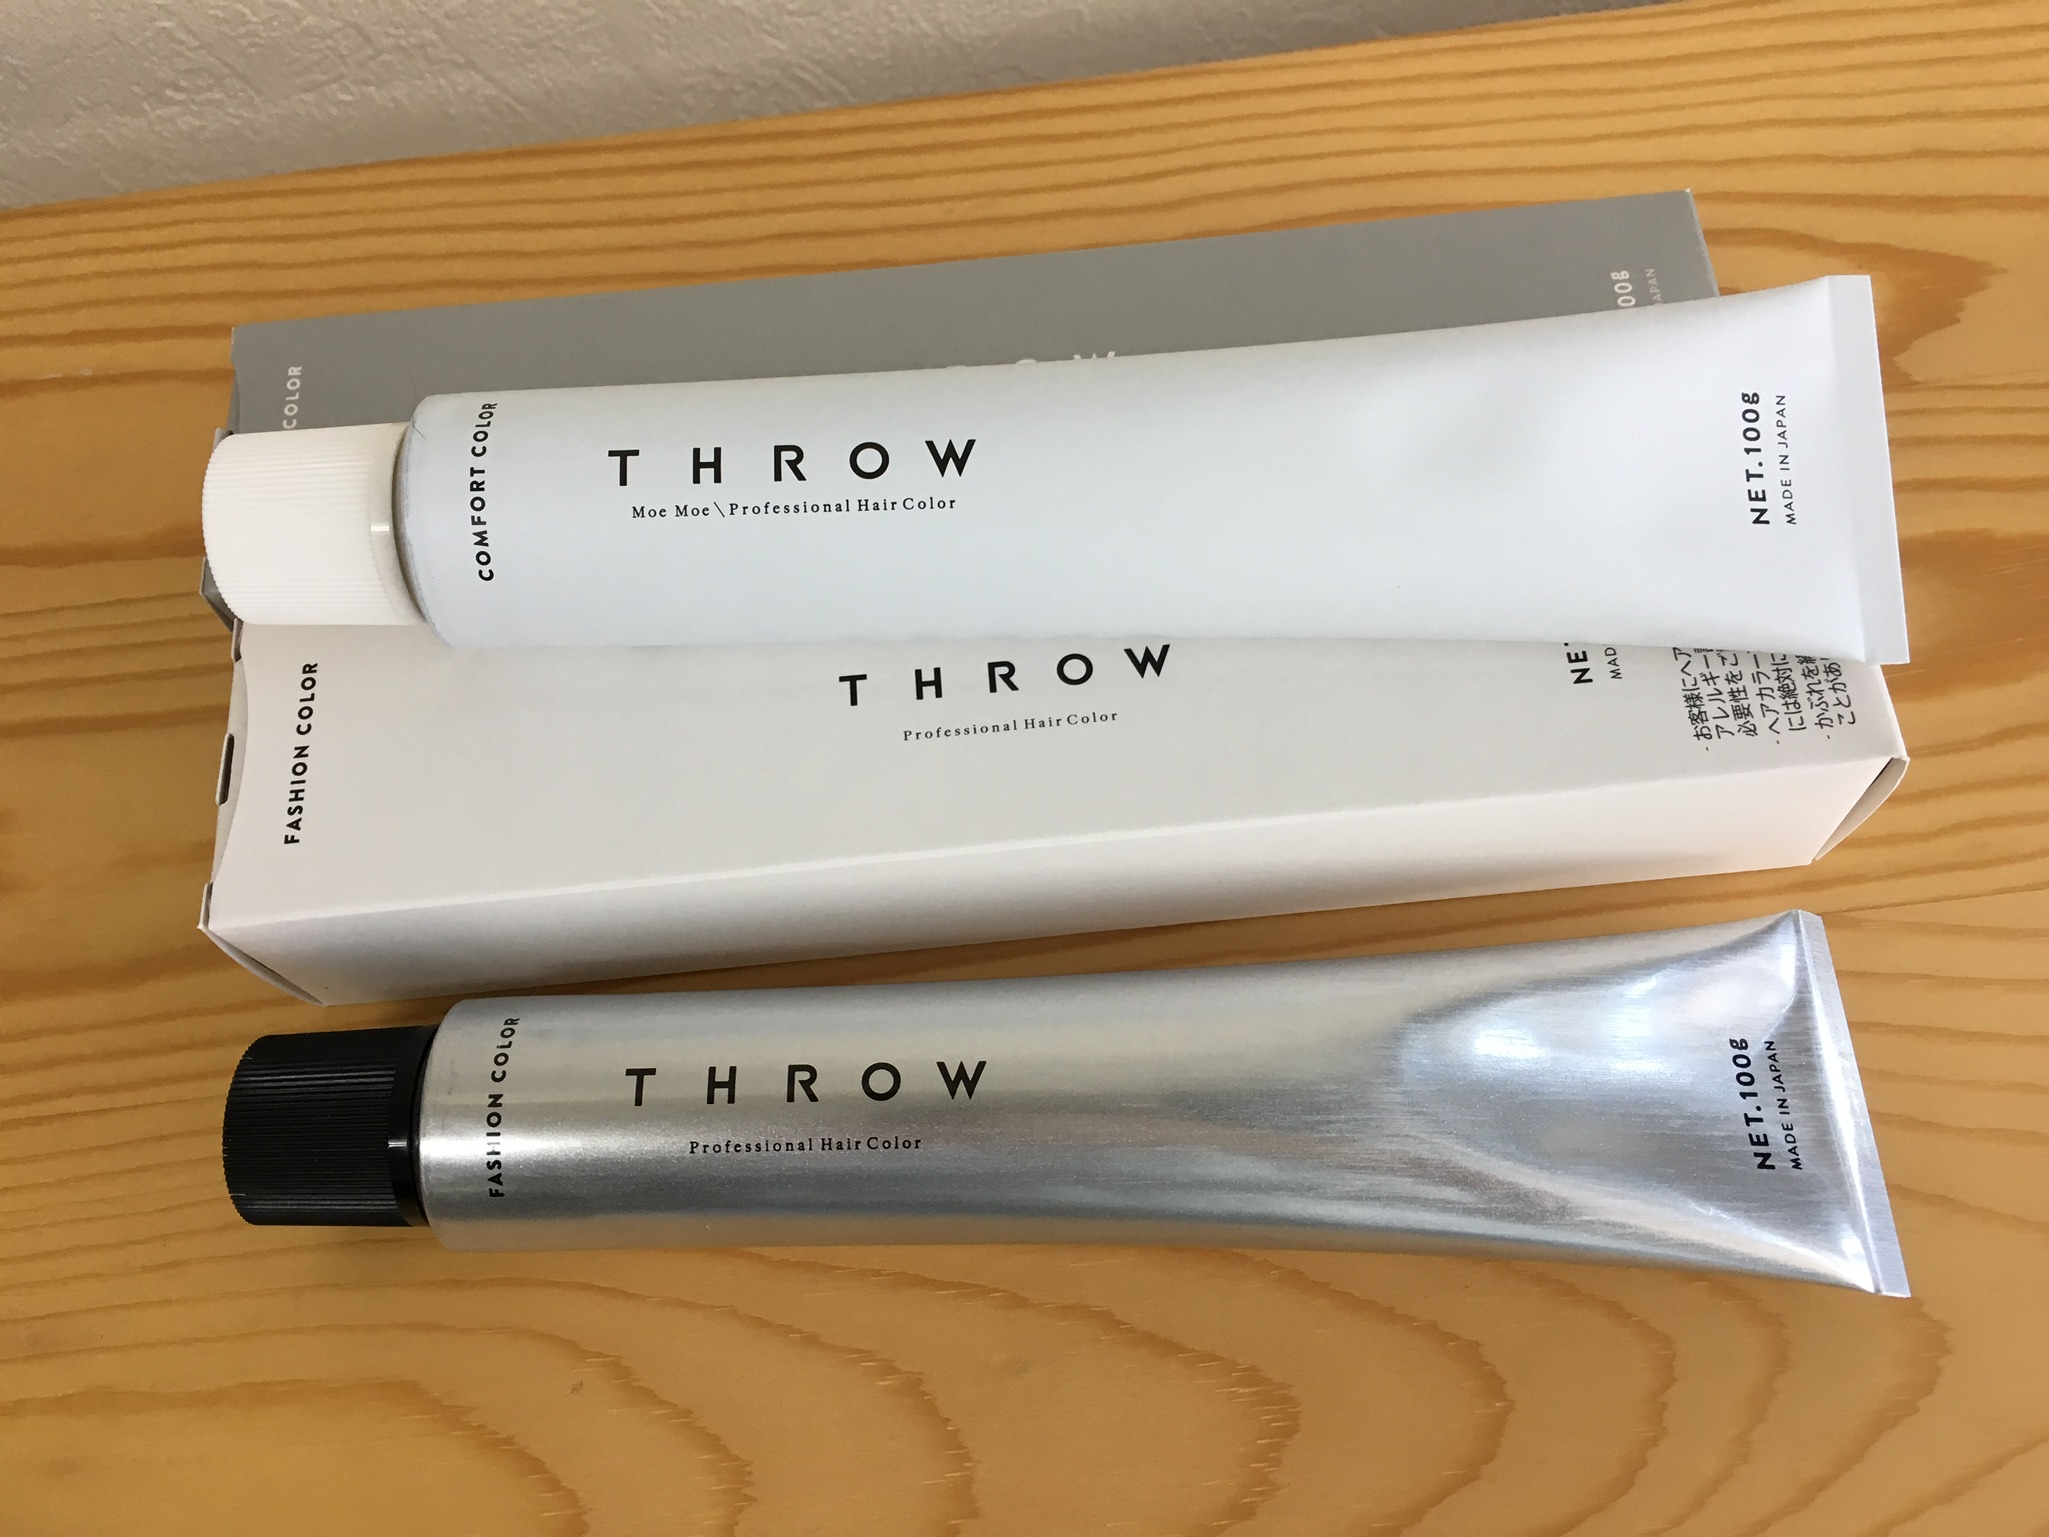 COLOR
00g
JAPAN
COMFORT COLOR
THROW
Moe Moe\Professional Hair Color
NET.100g
MADE IN JAPAN
FASHION COLOR
THROW
Professional Hair Color
・お客様にヘア
アレルギー
必要性をご
・ヘアカラー
には絶対に
・かぶれを
ことがあ
FASHION COLOR
THROW
Professional Hair Color
NET.100g
MADE IN JAPAN